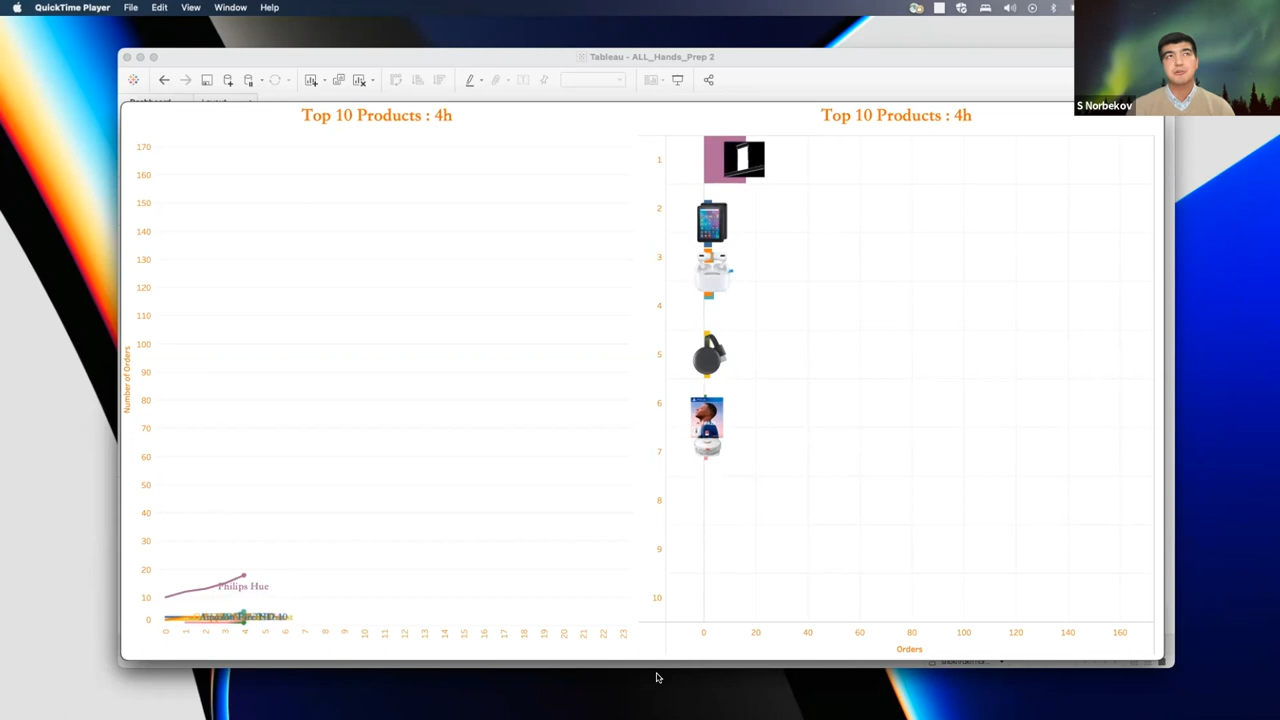 QuickTime Player File Edit View Window Help
S Norbekov
Tableau - ALL_Hands_Prep 2
Top 10 Products : 4h
170
160
150
140
130
120
110
100
90
80
70
60
50
40
30
20
10
0
Number of Orders
Philips Hue
0 1 2 3 4 5 6 7 8 9 10 11 12 13 14 15 16 17 18 19 20 21 22 23
Top 10 Products : 4h
1
2
3
4
5
6
7
8
9
10
0 20 40 60 80 100 120 140 160
Orders